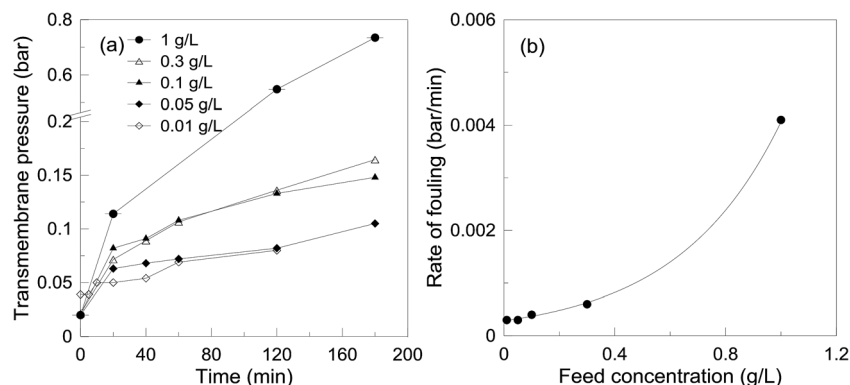 (a)
1 g/L
0.3 g/L
0.1 g/L
0.05 g/L
0.01 g/L
Transmembrane pressure (bar)
0.8
0.6
0.2
0.15
0.1
0.05
0
0 40 80 120 160 200
Time (min)
(b)
Rate of fouling (bar/min)
0.006
0.004
0.002
0
0 0.4 0.8 1.2
Feed concentration (g/L)